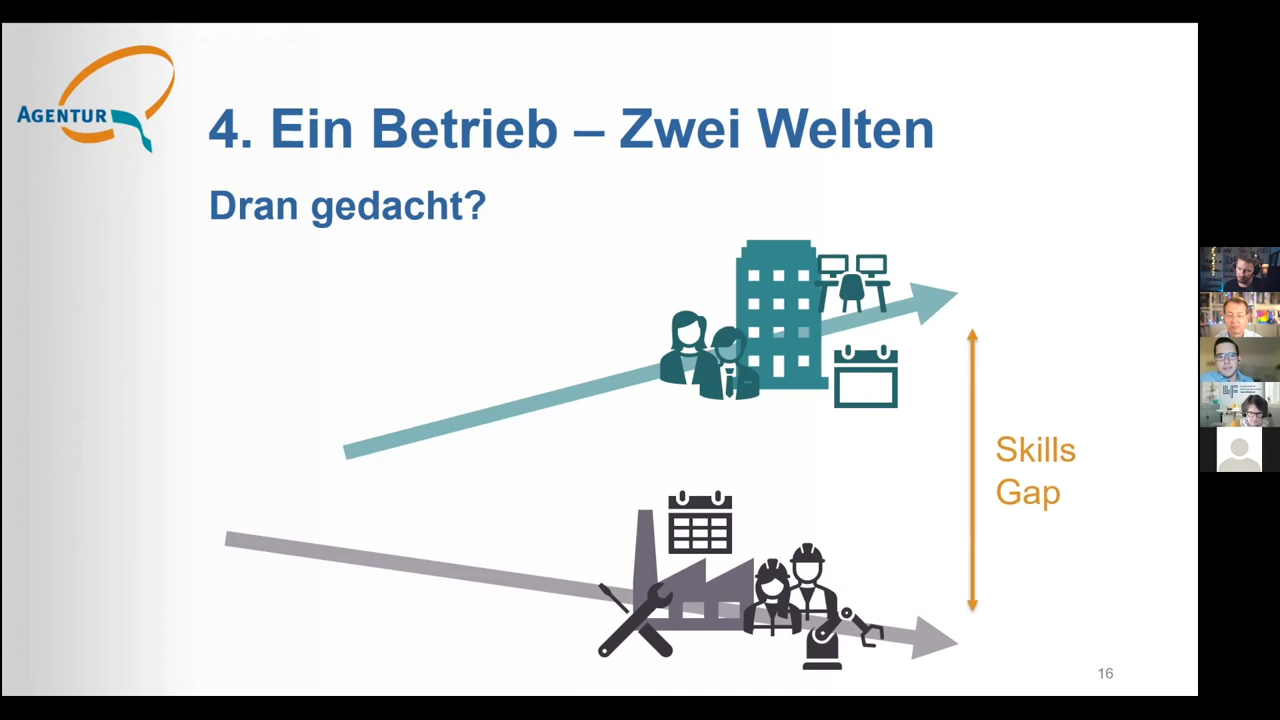 AGENTUR
4. Ein Betrieb – Zwei Welten
Dran gedacht?
Skills
Gap
16